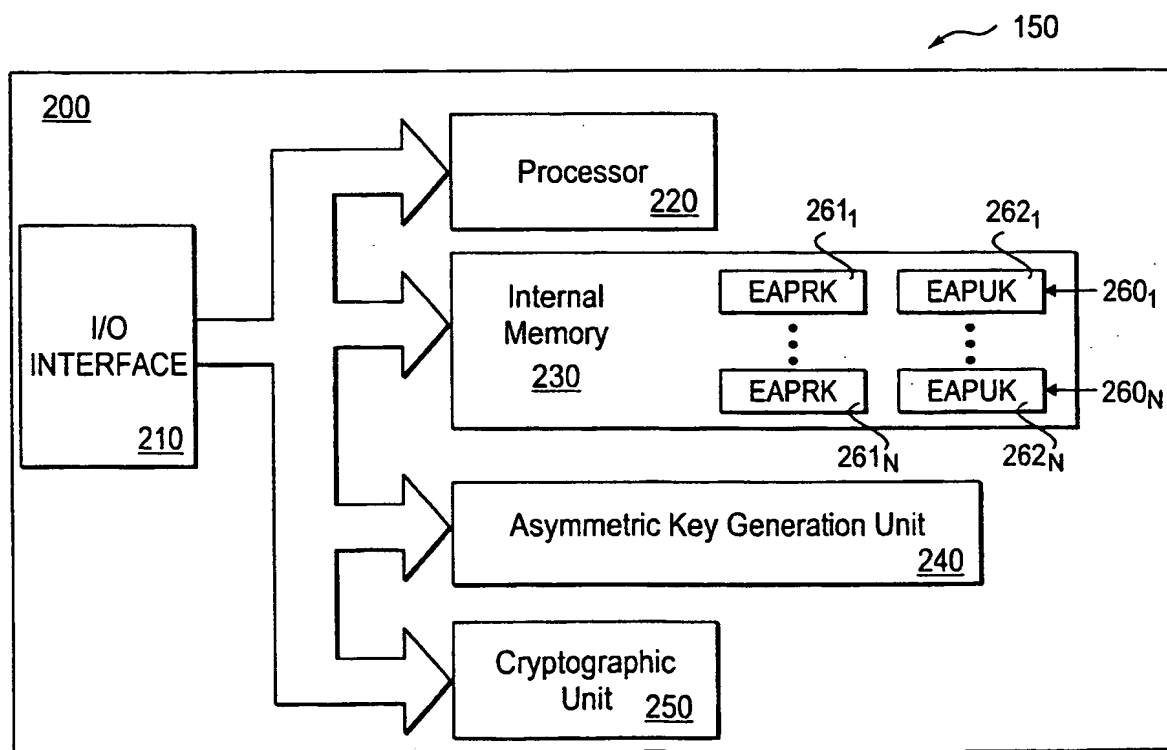 150
200
Processor
220
261₁
262₁
I/O
INTERFACE
210
Internal
Memory
230
EAPRK
EAPUK
260₁
EAPRK
EAPUK
260N
261N
262N
Asymmetric Key Generation Unit
240
Cryptographic
Unit
250